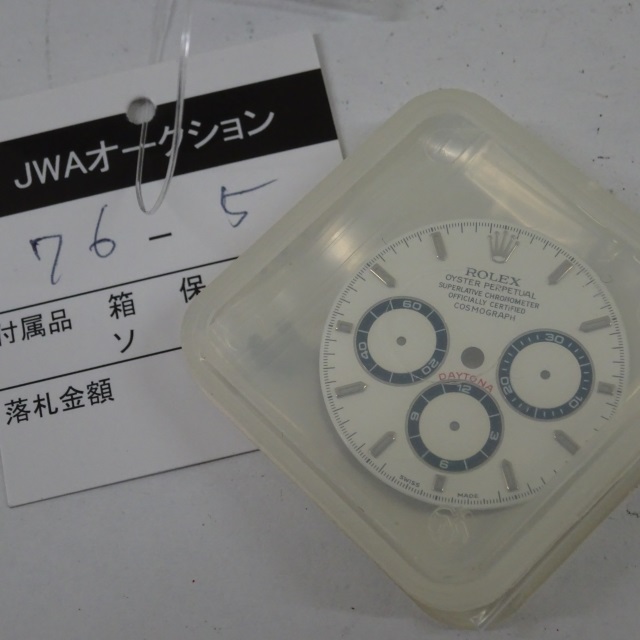 JWAオークション
76-5
付属品 箱 保
ソ
落札金額
ROLEX
OYSTER PERPETUAL
SUPERLATIVE CHRONOMETER
OFFICIALLY CERTIFIED
COSMOGRAPH
DAYTONA
60
20
40
30
10
20
12
3
6
9
SWISS MADE